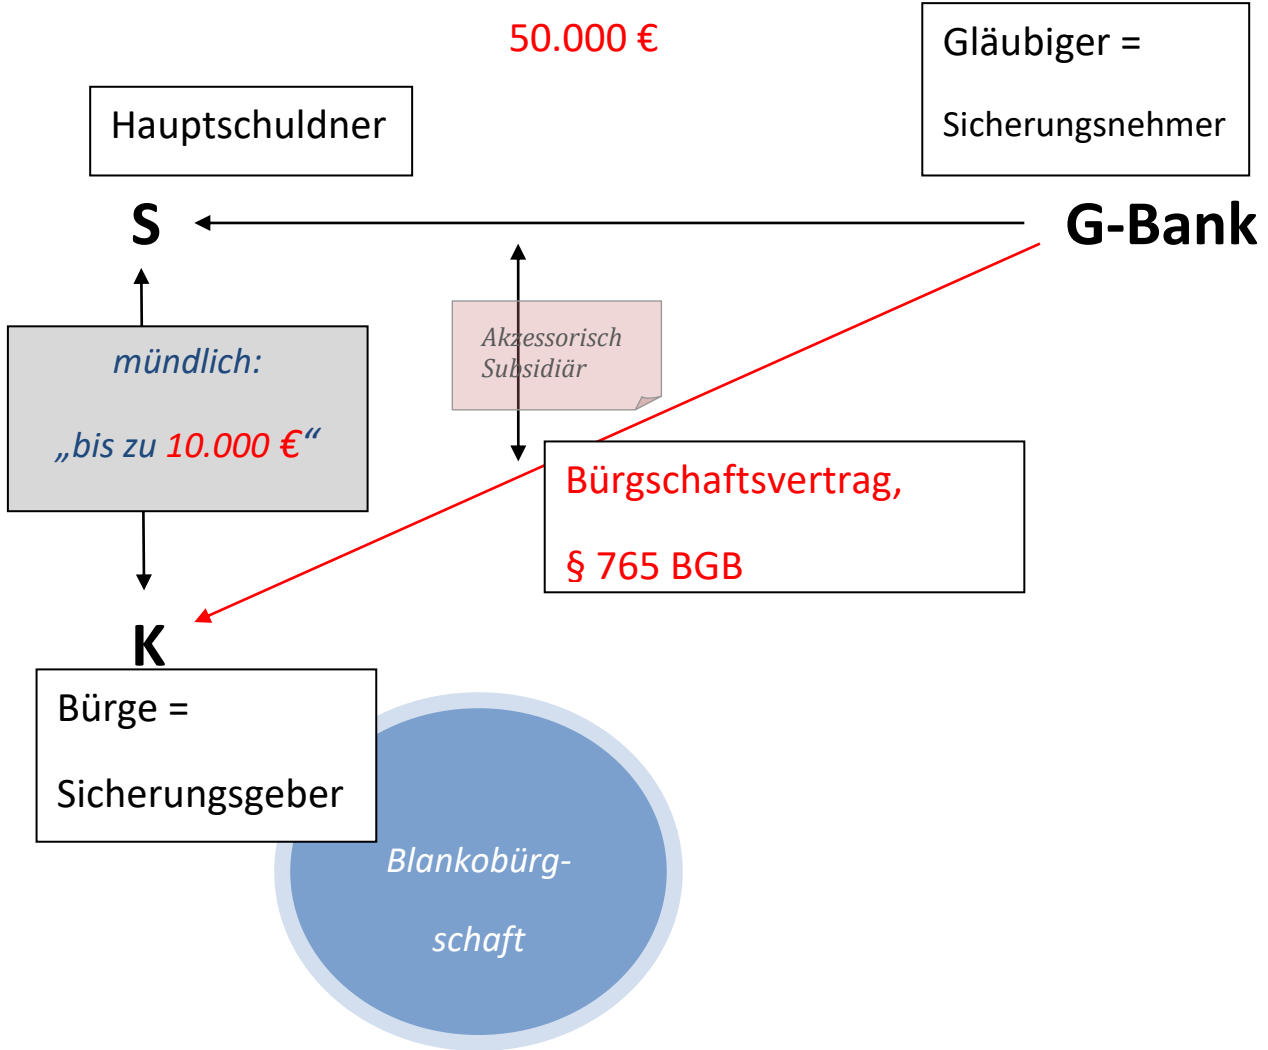 50.000 €
Gläubiger =
Sicherungsnehmer
Hauptschuldner
S
G-Bank
mündlich:
„bis zu 10.000 €“
Akzessorisch
Subsidiär
Bürgschaftsvertrag,
§ 765 BGB
K
Bürge =
Sicherungsgeber
Blankobürg-
schaft